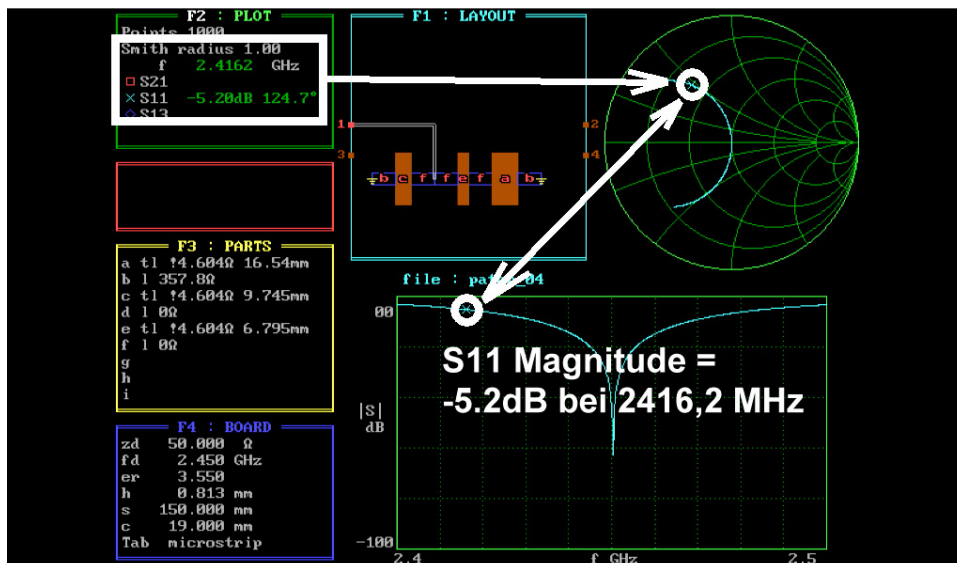 F2 : PLOT
Points 1000
Smith radius 1.00
f 2.4162 GHz
S21
× S11 -5.20dB 124.7°
S13
F1 : LAYOUT
1
2
3
4
b c f f e f a b
F3 : PARTS
a tl !4.604Ω 16.54mm
b l 357.8Ω
c tl !4.604Ω 9.745mm
d l 0Ω
e tl !4.604Ω 6.795mm
f l 0Ω
g
h
i
F4 : BOARD
zd 50.000 Ω
fd 2.450 GHz
er 3.550
h 0.813 mm
s 150.000 mm
c 19.000 mm
Tab microstrip
file :
00
S11 Magnitude =
-5.2dB bei 2416,2 MHz
|S|
dB
-100
2.4 f GHz 2.5